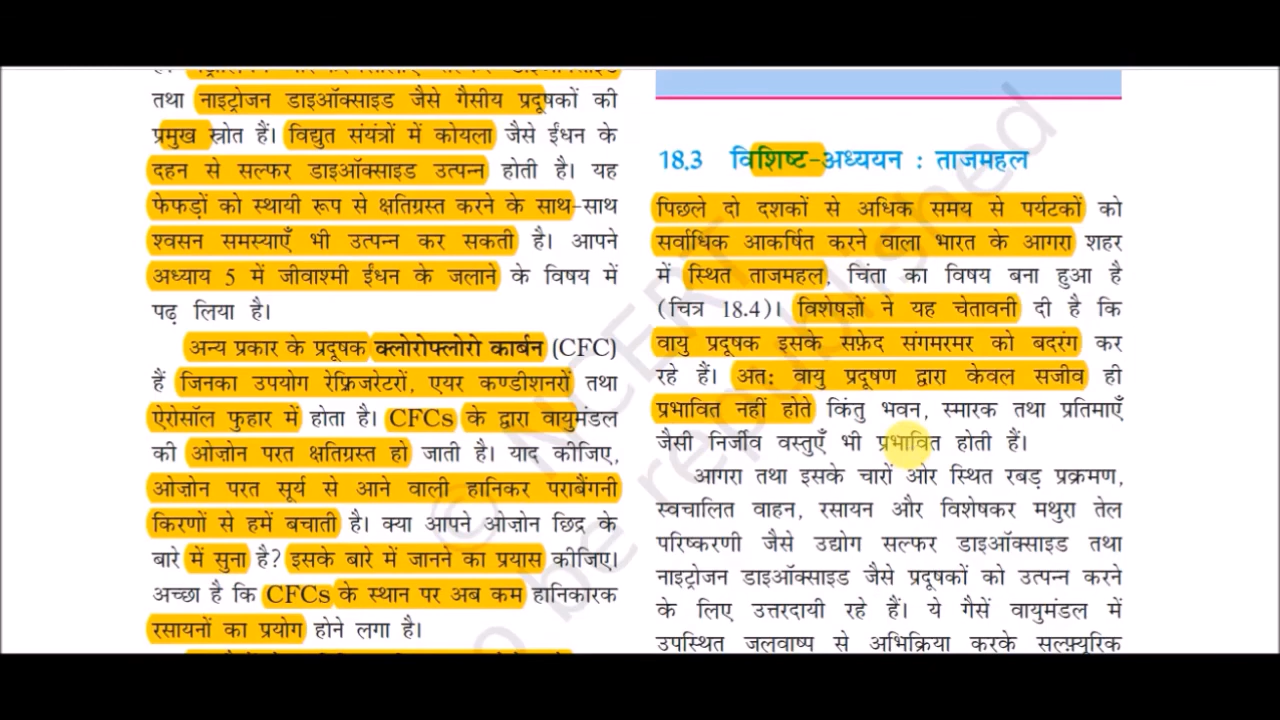 तथा नाइट्रोजन डाइऑक्साइड जैसे गैसीय प्रदूषकों की
प्रमुख स्रोत हैं। विद्युत संयंत्रों में कोयला जैसे ईंधन के
दहन से सल्फर डाइऑक्साइड उत्पन्न होती है। यह
फेफड़ों को स्थायी रूप से क्षतिग्रस्त करने के साथ-साथ
श्वसन समस्याएँ भी उत्पन्न कर सकती है। आपने
अध्याय 5 में जीवाश्मी ईंधन के जलाने के विषय में
पढ़ लिया है।
अन्य प्रकार के प्रदूषक क्लोरोफ्लोरो कार्बन (CFC)
हैं जिनका उपयोग रेफ्रिजरेटरों, एयर कण्डीशनरों तथा
ऐरोसॉल फुहार में होता है। CFCs के द्वारा वायुमंडल
की ओज़ोन परत क्षतिग्रस्त हो जाती है। याद कीजिए,
ओज़ोन परत सूर्य से आने वाली हानिकर पराबैंगनी
किरणों से हमें बचाती है। क्या आपने ओज़ोन छिद्र के
बारे में सुना है? इसके बारे में जानने का प्रयास कीजिए।
अच्छा है कि CFCs के स्थान पर अब कम हानिकारक
रसायनों का प्रयोग होने लगा है।
18.3 विशिष्ट-अध्ययन : ताजमहल
पिछले दो दशकों से अधिक समय से पर्यटकों को
सर्वाधिक आकर्षित करने वाला भारत के आगरा शहर
में स्थित ताजमहल, चिंता का विषय बना हुआ है
(चित्र 18.4)। विशेषज्ञों ने यह चेतावनी दी है कि
वायु प्रदूषक इसके सफ़ेद संगमरमर को बदरंग कर
रहे हैं। अतः वायु प्रदूषण द्वारा केवल सजीव ही
प्रभावित नहीं होते किंतु भवन, स्मारक तथा प्रतिमाएँ
जैसी निर्जीव वस्तुएँ भी प्रभावित होती हैं।
आगरा तथा इसके चारों ओर स्थित रबड़ प्रक्रमण,
स्वचालित वाहन, रसायन और विशेषकर मथुरा तेल
परिष्करणी जैसे उद्योग सल्फर डाइऑक्साइड तथा
नाइट्रोजन डाइऑक्साइड जैसे प्रदूषकों को उत्पन्न करने
के लिए उत्तरदायी रहे हैं। ये गैसें वायुमंडल में
उपस्थित जलवाष्प से अभिक्रिया करके सल्फ़्यूरिक
© NCERT
o be republished